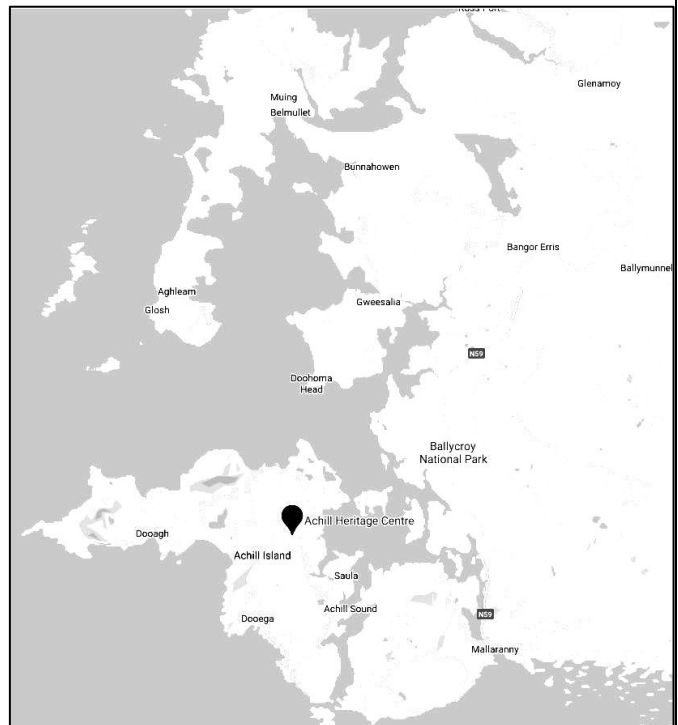 Glenamoy
Muing
Belmullet
Bunnahowen
Bangor Erris
Ballymunnel
Aghleam
Glosh
Gweesalia
N59
Doohoma
Head
Ballycroy
National Park
Achill Heritage Centre
Dooagh
Achill Island
Saula
Achill Sound
Dooega
N59
Mallaranny